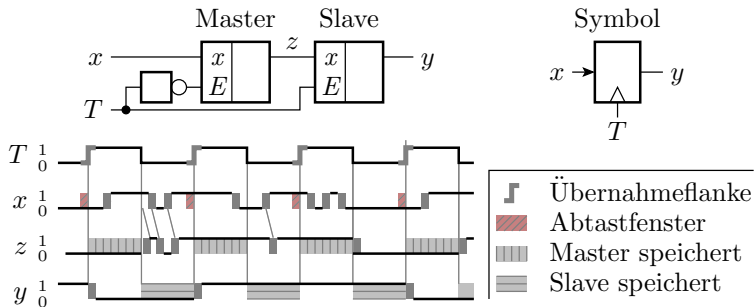 Master Slave Symbol
x x z x y x y
E E
T T
T 1 0
x 1 0
z 1 0
y 1 0
Übernahmeflanke
Abtastfenster
Master speichert
Slave speichert